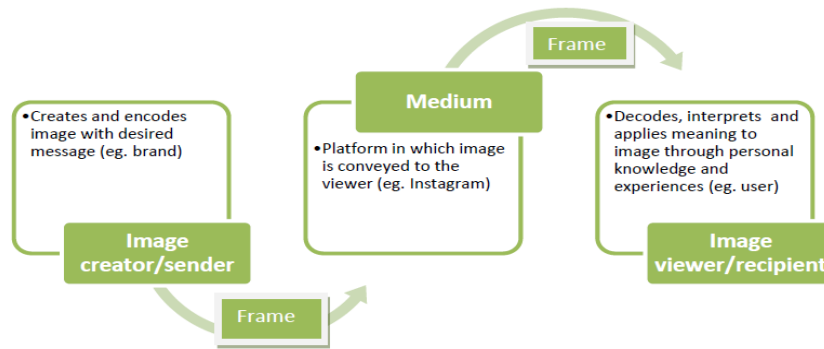 Frame
Medium
•Creates and encodes
image with desired
message (eg. brand)
Image
creator/sender
•Platform in which image
is conveyed to the
viewer (eg. Instagram)
•Decodes, interprets and
applies meaning to
image through personal
knowledge and
experiences (eg. user)
Image
viewer/recipient
Frame